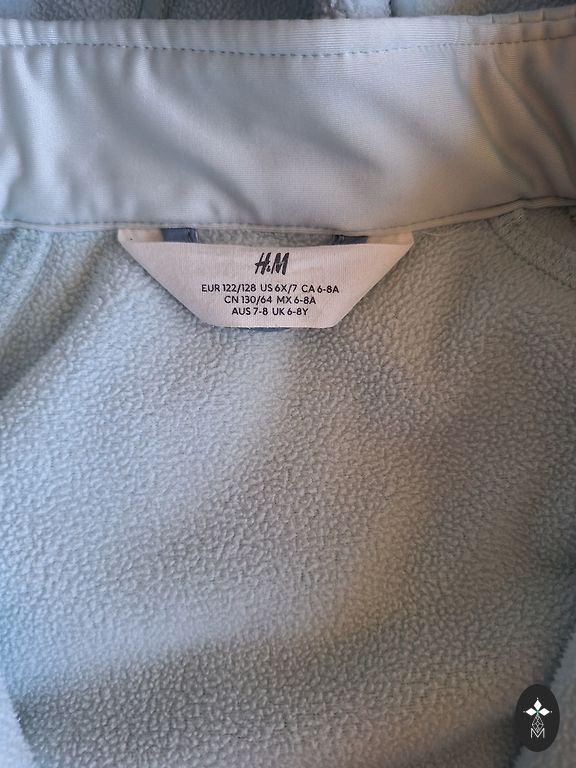 H&M
EUR 122/128 US 6X/7 CA 6-8A
CN 130/64 MX 6-8A
AUS 7-8 UK 6-8Y
M